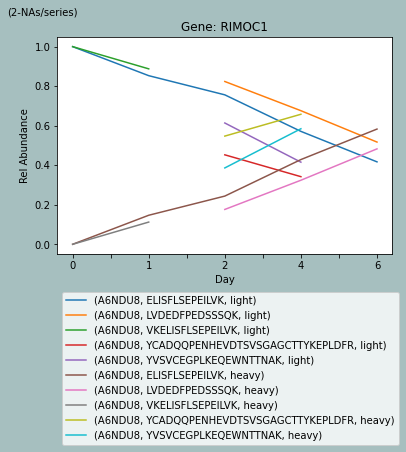 (2-NAs/series)
Gene: RIMOC1
1.0
0.8
0.6
0.4
0.2
0.0
Rel Abundance
0 1 2 4 6
Day
(A6NDU8, ELISFLSEPEILVK, light)
(A6NDU8, LVDEDFPEDSSSQK, light)
(A6NDU8, VKELISFLSEPEILVK, light)
(A6NDU8, YCADQQPENHEVDTSVSGAGCTTYKEPLDFR, light)
(A6NDU8, YVSVCEGPLKEQEWNTTNAK, light)
(A6NDU8, ELISFLSEPEILVK, heavy)
(A6NDU8, LVDEDFPEDSSSQK, heavy)
(A6NDU8, VKELISFLSEPEILVK, heavy)
(A6NDU8, YCADQQPENHEVDTSVSGAGCTTYKEPLDFR, heavy)
(A6NDU8, YVSVCEGPLKEQEWNTTNAK, heavy)